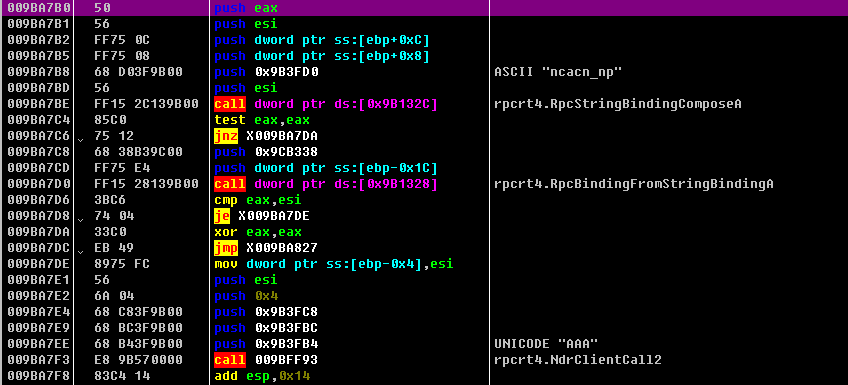 009BA7B0 50 push eax
009BA7B1 56 push esi
009BA7B2 FF75 0C push dword ptr ss:[ebp+0xC]
009BA7B5 FF75 08 push dword ptr ss:[ebp+0x8]
009BA7B8 68 D03F9B00 push 0x9B3FD0 ASCII "ncacn_np"
009BA7BD 56 push esi
009BA7BE FF15 2C139B00 call dword ptr ds:[0x9B132C] rpcrt4.RpcStringBindingComposeA
009BA7C4 85C0 test eax,eax
009BA7C6 75 12 jnz X009BA7DA
009BA7C8 68 38B39C00 push 0x9CB338
009BA7CD FF75 E4 push dword ptr ss:[ebp-0x1C]
009BA7D0 FF15 28139B00 call dword ptr ds:[0x9B1328] rpcrt4.RpcBindingFromStringBindingA
009BA7D6 3BC6 cmp eax,esi
009BA7D8 74 04 je X009BA7DE
009BA7DA 33C0 xor eax,eax
009BA7DC EB 49 jmp X009BA827
009BA7DE 8975 FC mov dword ptr ss:[ebp-0x4],esi
009BA7E1 56 push esi
009BA7E2 6A 04 push 0x4
009BA7E4 68 C83F9B00 push 0x9B3FC8
009BA7E9 68 BC3F9B00 push 0x9B3FBC
009BA7EE 68 B43F9B00 push 0x9B3FB4 UNICODE "AAA"
009BA7F3 E8 9B570000 call 009BFF93 rpcrt4.NdrClientCall2
009BA7F8 83C4 14 add esp,0x14